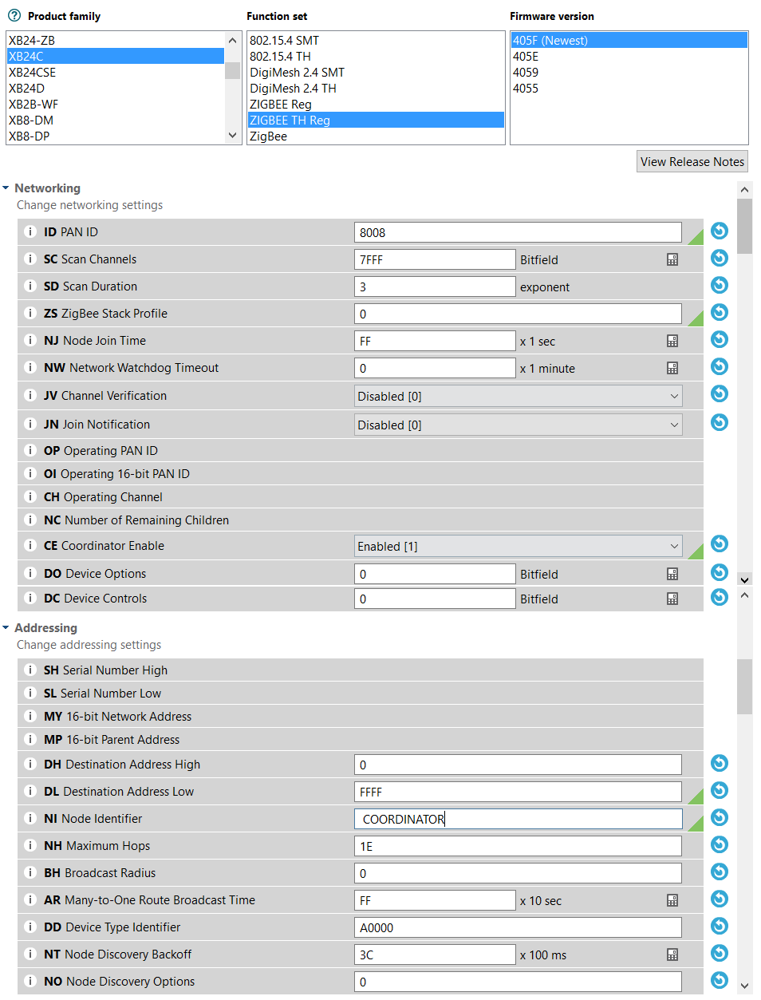 Product family Function set Firmware version
XB24-ZB 802.15.4 SMT 405F (Newest)
XB24C 802.15.4 TH 405E
XB24CSE DigiMesh 2.4 SMT 4059
XB24D DigiMesh 2.4 TH 4055
XB2B-WF ZIGBEE Reg
XB8-DM ZIGBEE TH Reg
XB8-DP ZigBee
View Release Notes
Networking
Change networking settings
i ID PAN ID 8008
i SC Scan Channels 7FFF Bitfield
i SD Scan Duration 3 exponent
i ZS ZigBee Stack Profile 0
i NJ Node Join Time FF x 1 sec
i NW Network Watchdog Timeout 0 x 1 minute
i JV Channel Verification Disabled [0]
i JN Join Notification Disabled [0]
i OP Operating PAN ID
i OI Operating 16-bit PAN ID
i CH Operating Channel
i NC Number of Remaining Children
i CE Coordinator Enable Enabled [1]
i DO Device Options 0 Bitfield
i DC Device Controls 0 Bitfield
Addressing
Change addressing settings
i SH Serial Number High
i SL Serial Number Low
i MY 16-bit Network Address
i MP 16-bit Parent Address
i DH Destination Address High 0
i DL Destination Address Low FFFF
i NI Node Identifier COORDINATOR
i NH Maximum Hops 1E
i BH Broadcast Radius 0
i AR Many-to-One Route Broadcast Time FF x 10 sec
i DD Device Type Identifier A0000
i NT Node Discovery Backoff 3C x 100 ms
i NO Node Discovery Options 0